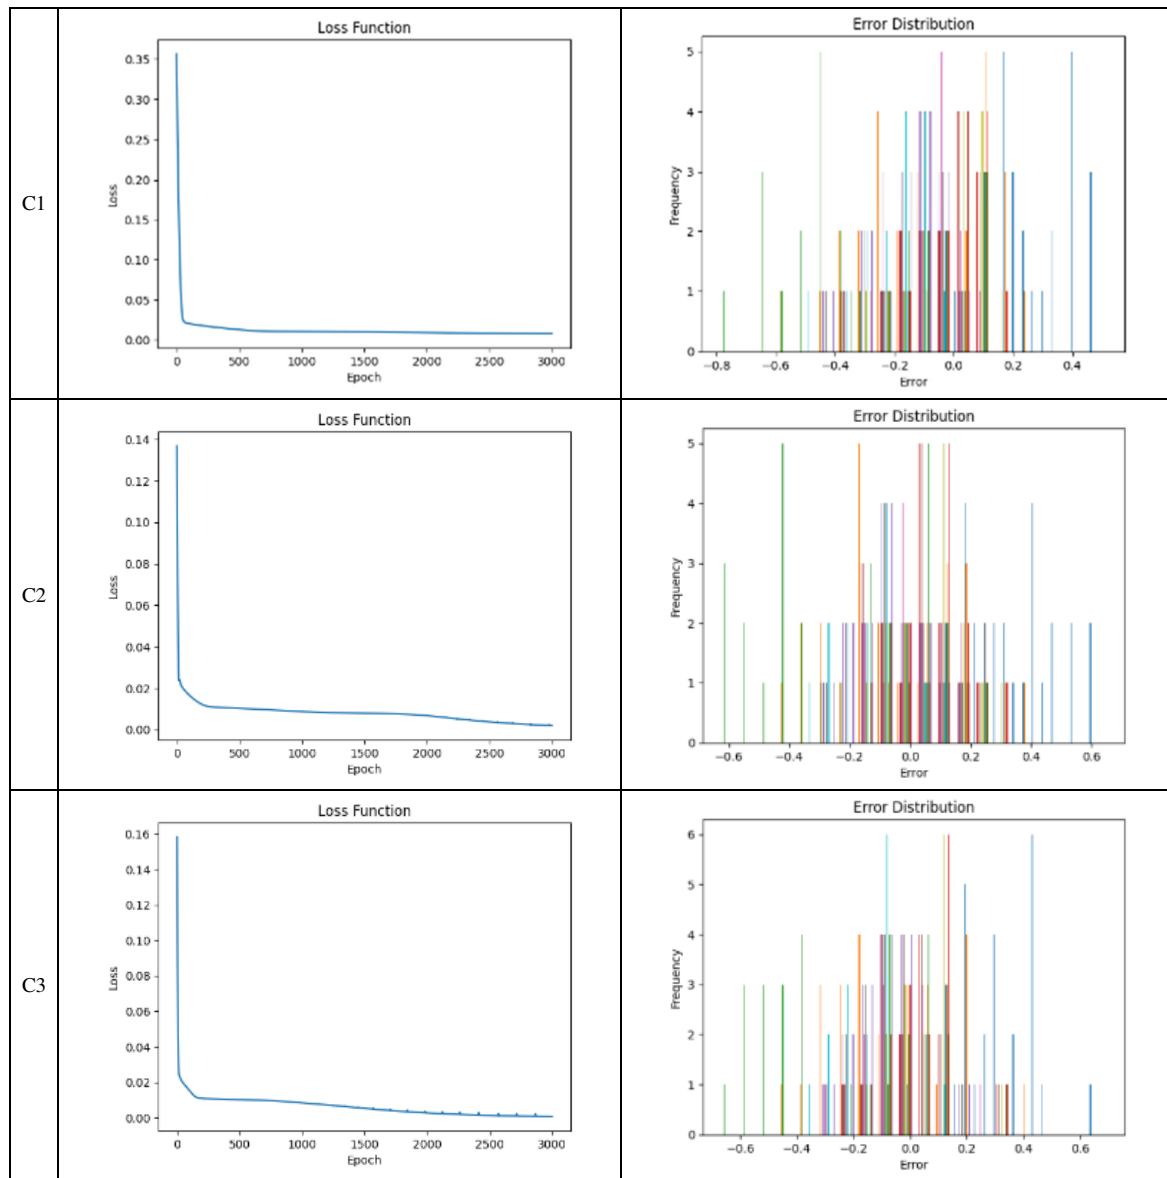 C1
Loss Function
0.35
0.30
0.25
0.20
0.15
0.10
0.05
0.00
Loss
0 500 1000 1500 2000 2500 3000
Epoch
Error Distribution
5
4
3
2
1
0
Frequency
−0.8 −0.6 −0.4 −0.2 0.0 0.2 0.4
Error
C2
Loss Function
0.14
0.12
0.10
0.08
0.06
0.04
0.02
0.00
Loss
0 500 1000 1500 2000 2500 3000
Epoch
Error Distribution
5
4
3
2
1
0
Frequency
−0.6 −0.4 −0.2 0.0 0.2 0.4 0.6
Error
C3
Loss Function
0.16
0.14
0.12
0.10
0.08
0.06
0.04
0.02
0.00
Loss
0 500 1000 1500 2000 2500 3000
Epoch
Error Distribution
6
5
4
3
2
1
0
Frequency
−0.6 −0.4 −0.2 0.0 0.2 0.4 0.6
Error